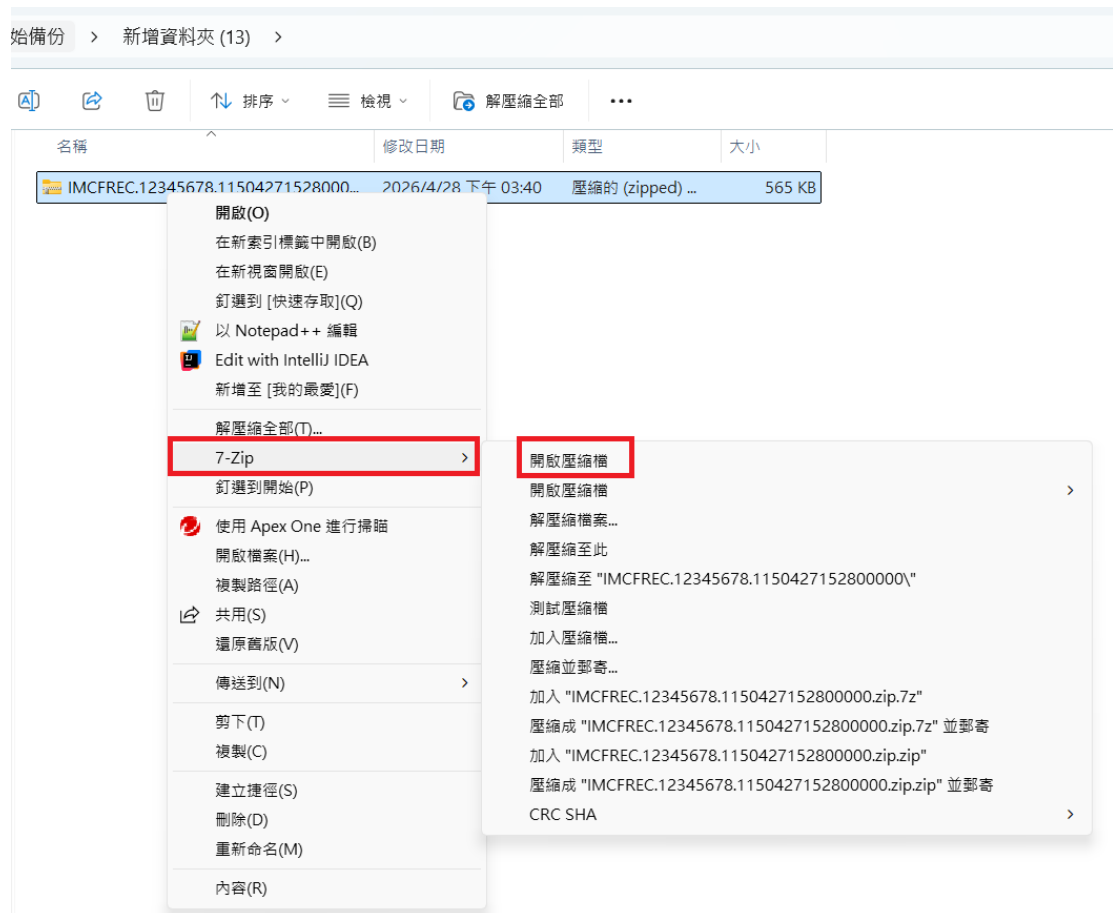 始備份 > 新增資料夾 (13) >
排序 檢視 解壓縮全部 •••
名稱 修改日期 類型 大小
IMCFREC.12345678.11504271528000... 2026/4/28 下午 03:40 壓縮的 (zipped) ... 565 KB
開啟(O)
在新索引標籤中開啟(B)
在新視窗開啟(E)
釘選到 [快速存取](Q)
以 Notepad++ 編輯
Edit with IntelliJ IDEA
新增至 [我的最愛](F)
解壓縮全部(T)...
7-Zip >
釘選到開始(P)
使用 Apex One 進行掃瞄
開啟檔案(H)...
複製路徑(A)
共用(S)
還原舊版(V)
傳送到(N) >
剪下(T)
複製(C)
建立捷徑(S)
刪除(D)
重新命名(M)
內容(R)
開啟壓縮檔
開啟壓縮檔 >
解壓縮檔案...
解壓縮至此
解壓縮至 "IMCFREC.12345678.1150427152800000\"
測試壓縮檔
加入壓縮檔...
壓縮並郵寄...
加入 "IMCFREC.12345678.1150427152800000.zip.7z"
壓縮成 "IMCFREC.12345678.1150427152800000.zip.7z" 並郵寄
加入 "IMCFREC.12345678.1150427152800000.zip.zip"
壓縮成 "IMCFREC.12345678.1150427152800000.zip.zip" 並郵寄
CRC SHA >